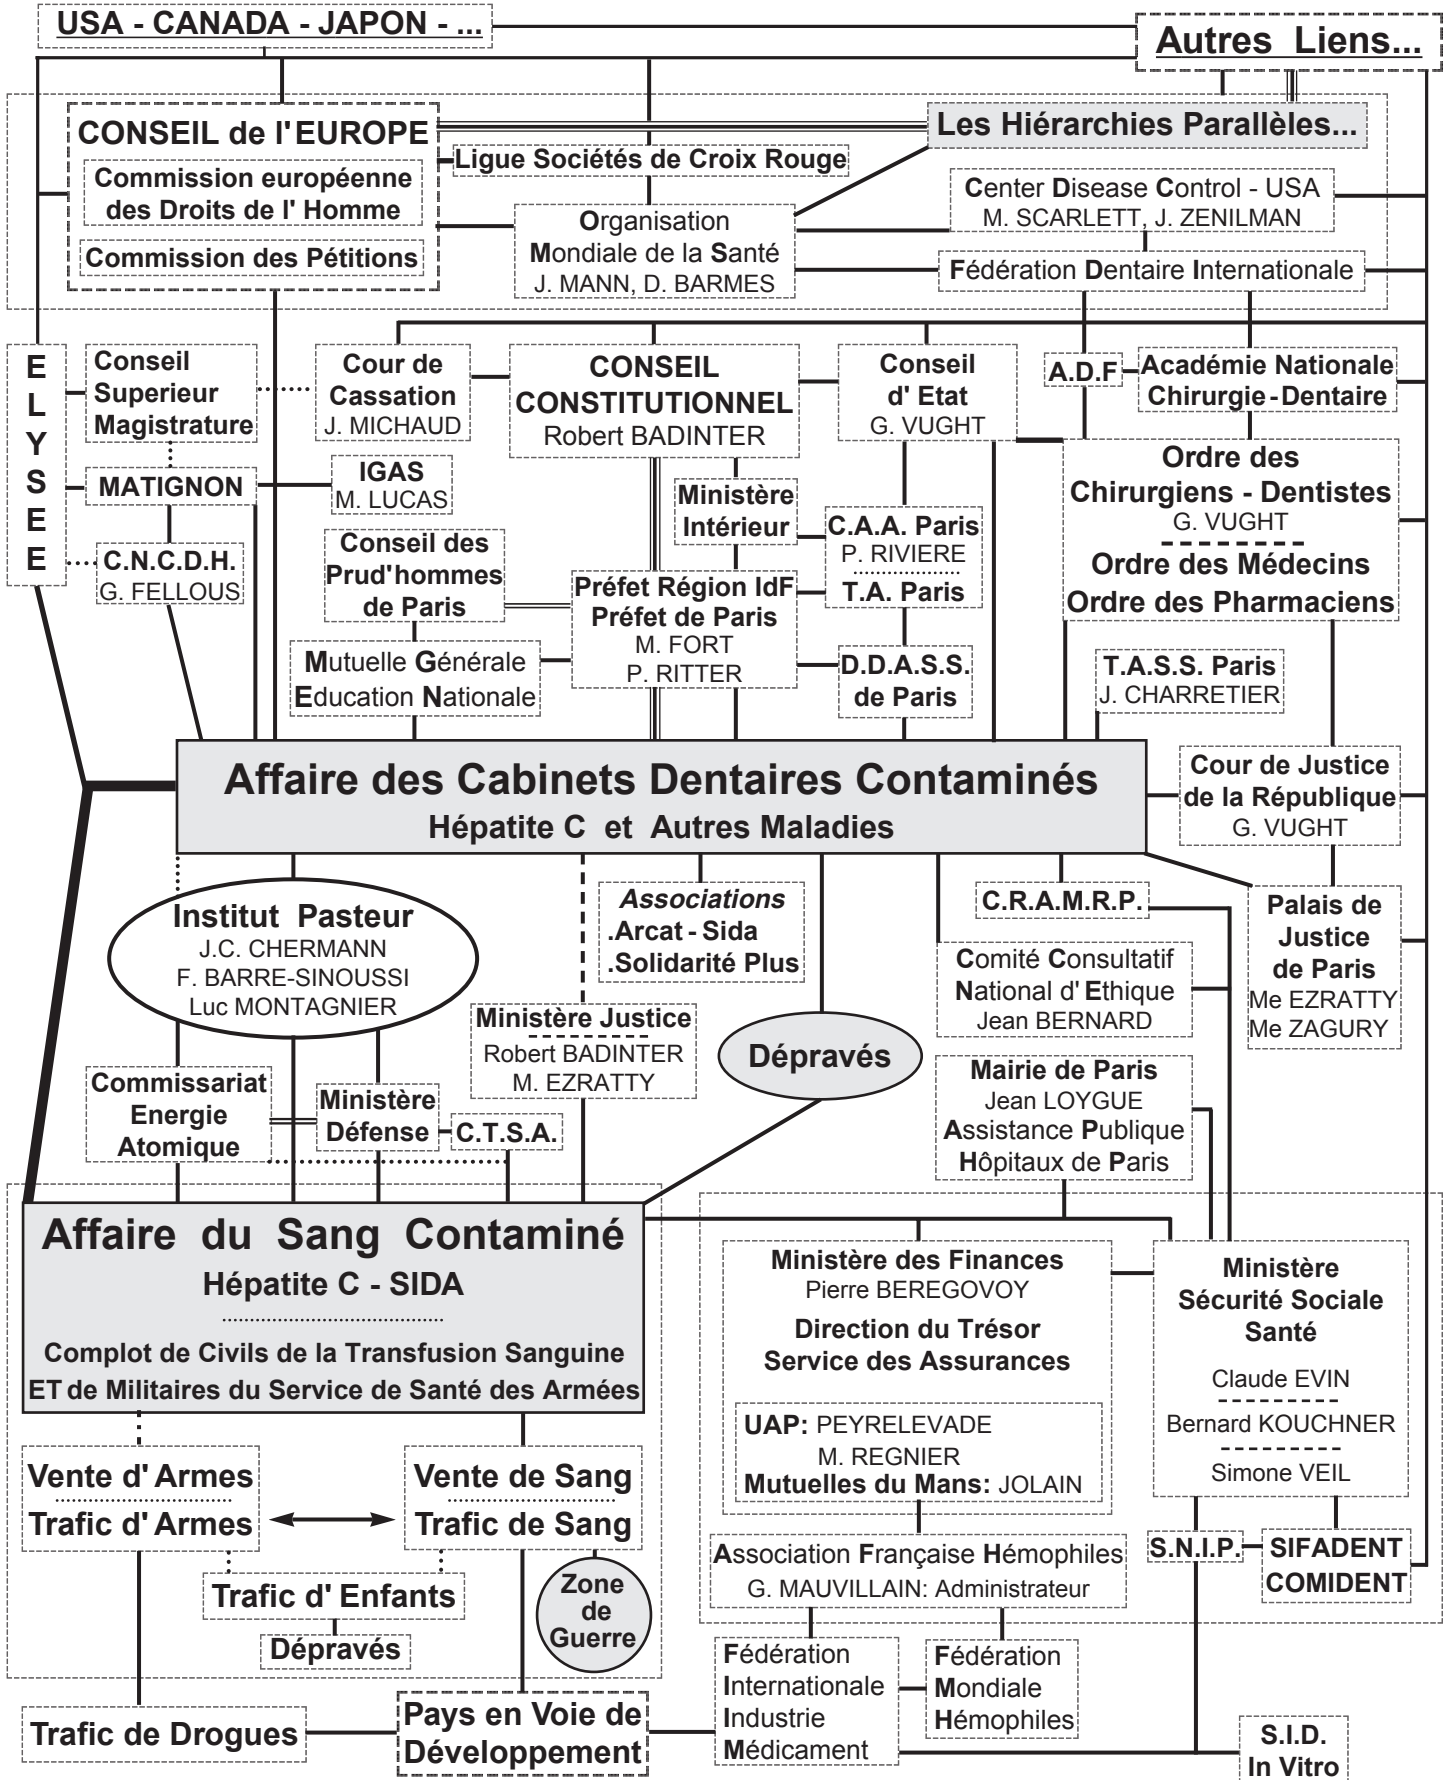 USA - CANADA - JAPON - ...
Autres Liens...
CONSEIL de l'EUROPE
Commission européenne
des Droits de l' Homme
Commission des Pétitions
Les Hiérarchies Parallèles...
Ligue Sociétés de Croix Rouge
Organisation
Mondiale de la Santé
J. MANN, D. BARMES
Center Disease Control - USA
M. SCARLETT, J. ZENILMAN
Fédération Dentaire Internationale
E
L
Y
S
E
E
Conseil
Superieur
Magistrature
Cour de
Cassation
J. MICHAUD
CONSEIL
CONSTITUTIONNEL
Robert BADINTER
Conseil
d' Etat
G. VUGHT
A.D.F
Académie Nationale
Chirurgie-Dentaire
MATIGNON
IGAS
M. LUCAS
Ministère
Intérieur
Ordre des
Chirurgiens - Dentistes
G. VUGHT
Ordre des Médecins
Ordre des Pharmaciens
C.N.C.D.H.
G. FELLOUS
Conseil des
Prud'hommes
de Paris
C.A.A. Paris
P. RIVIERE
T.A. Paris
Préfet Région IdF
Préfet de Paris
M. FORT
P. RITTER
Mutuelle Générale
Education Nationale
D.D.A.S.S.
de Paris
T.A.S.S. Paris
J. CHARRETIER
Affaire des Cabinets Dentaires Contaminés
Hépatite C et Autres Maladies
Cour de Justice
de la République
G. VUGHT
Institut Pasteur
J.C. CHERMANN
F. BARRE-SINOUSSI
Luc MONTAGNIER
Associations
.Arcat - Sida
.Solidarité Plus
C.R.A.M.R.P.
Palais de
Justice
de Paris
Me EZRATTY
Me ZAGURY
Comité Consultatif
National d' Ethique
Jean BERNARD
Ministère Justice
Robert BADINTER
M. EZRATTY
Dépravés
Commissariat
Energie
Atomique
Ministère
Défense
C.T.S.A.
Mairie de Paris
Jean LOYGUE
Assistance Publique
Hôpitaux de Paris
Affaire du Sang Contaminé
Hépatite C - SIDA
Complot de Civils de la Transfusion Sanguine
ET de Militaires du Service de Santé des Armées
Ministère des Finances
Pierre BEREGOVOY
Direction du Trésor
Service des Assurances
UAP: PEYRELEVADE
M. REGNIER
Mutuelles du Mans: JOLAIN
Ministère
Sécurité Sociale
Santé
Claude EVIN
Bernard KOUCHNER
Simone VEIL
Vente d' Armes
Trafic d' Armes
Vente de Sang
Trafic de Sang
Trafic d' Enfants
Dépravés
Zone
de
Guerre
Association Française Hémophiles
G. MAUVILLAIN: Administrateur
S.N.I.P.
SIFADENT
COMIDENT
Trafic de Drogues
Pays en Voie de
Développement
Fédération
Internationale
Industrie
Médicament
Fédération
Mondiale
Hémophiles
S.I.D.
In Vitro